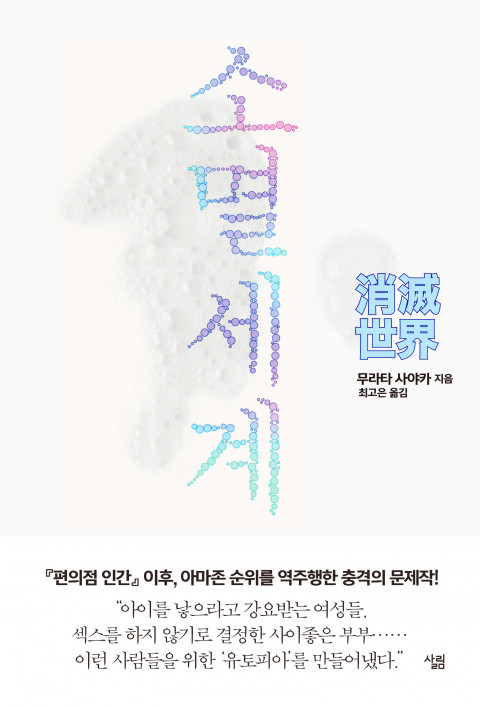 소멸세계
消滅
世界
무라타 사야카 지음
최고은 옮김
『편의점 인간』 이후, 아마존 순위를 역주행한 충격의 문제작!
“아이를 낳으라고 강요받는 여성들,
섹스를 하지 않기로 결정한 사이좋은 부부……
이런 사람들을 위한 ‘유토피아’를 만들어냈다.”
살림